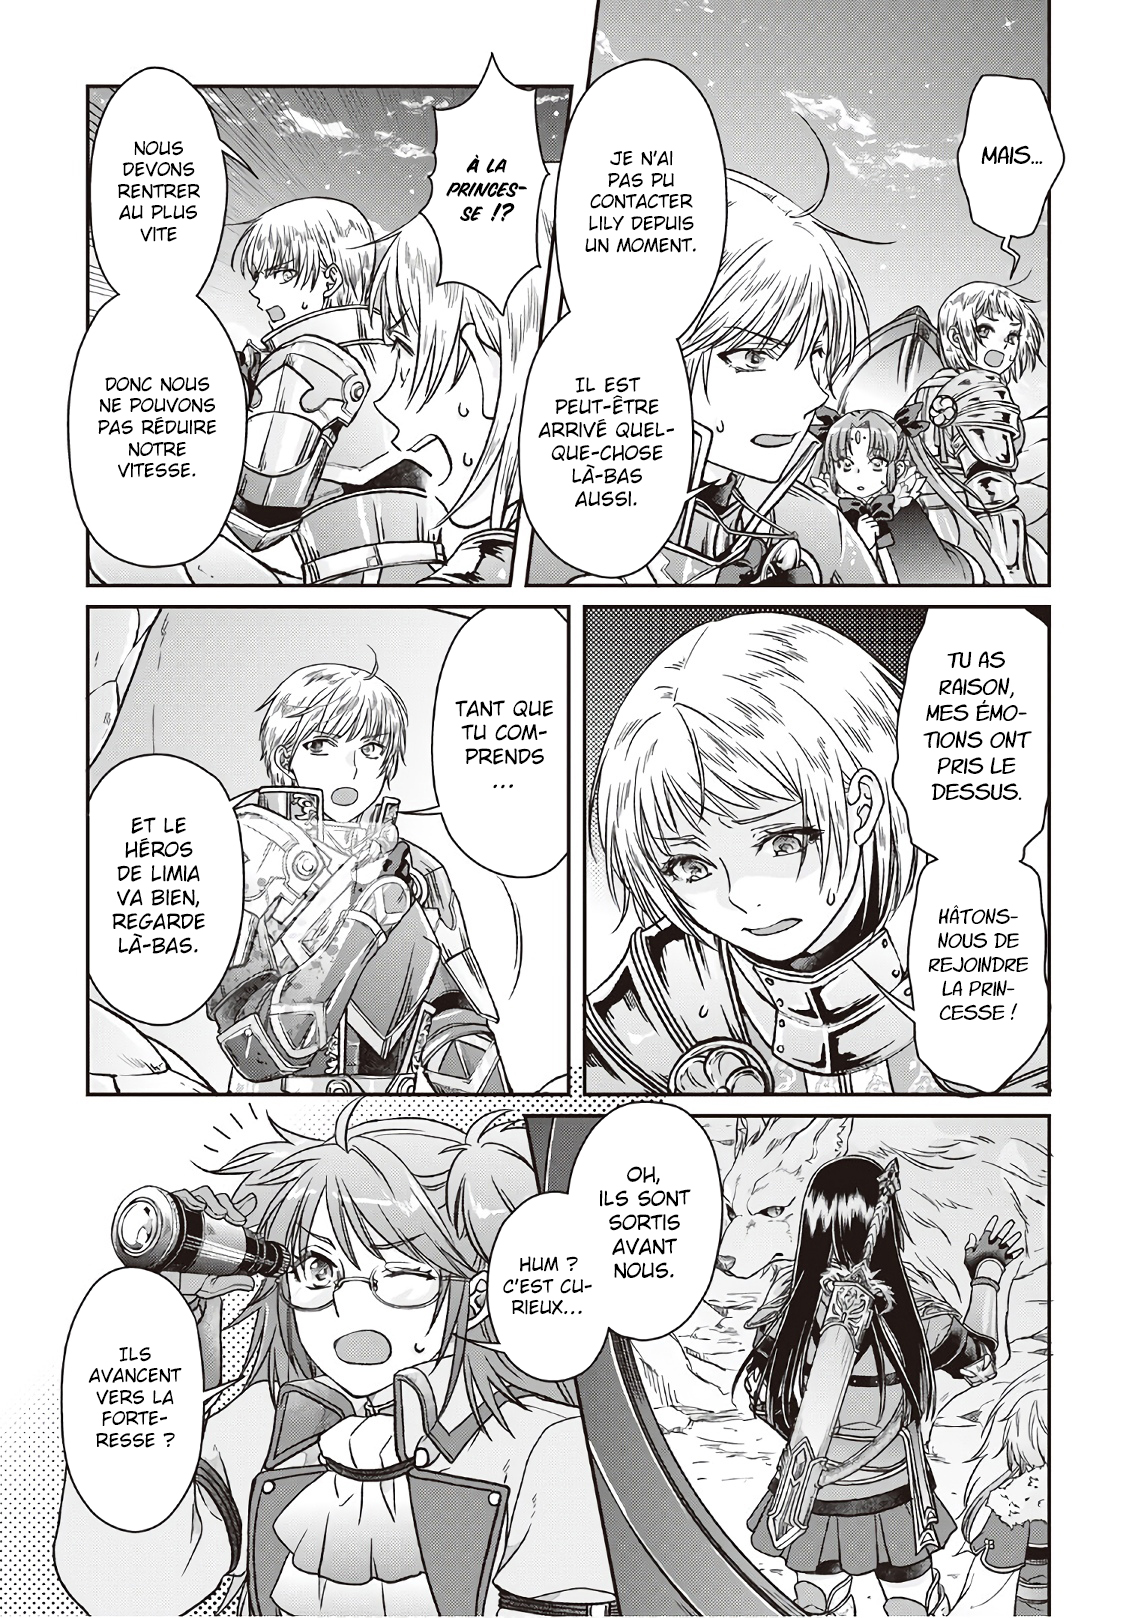 MAIS...
JE N'AI
PAS PU
CONTACTER
LILY DEPUIS
UN MOMENT.
IL EST
PEUT-ÊTRE
ARRIVÉ QUEL-
QUE-CHOSE
LÀ-BAS
AUSSI.
À LA
PRINCES-
SE !?
NOUS
DEVONS
RENTRER
AU PLUS
VITE
DONC NOUS
NE POUVONS
PAS RÉDUIRE
NOTRE
VITESSE.
TU AS
RAISON,
MES ÉMO-
TIONS ONT
PRIS LE
DESSUS.
HÂTONS-
NOUS DE
REJOINDRE
LA PRIN-
CESSE !
TANT QUE
TU COM-
PRENDS
...
ET LE
HÉROS
DE LIMIA
VA BIEN,
REGARDE
LÀ-BAS.
OH,
ILS SONT
SORTIS
AVANT
NOUS.
HUM ?
C'EST CU-
RIEUX...
ILS
AVANCENT
VERS LA
FORTE-
RESSE ?